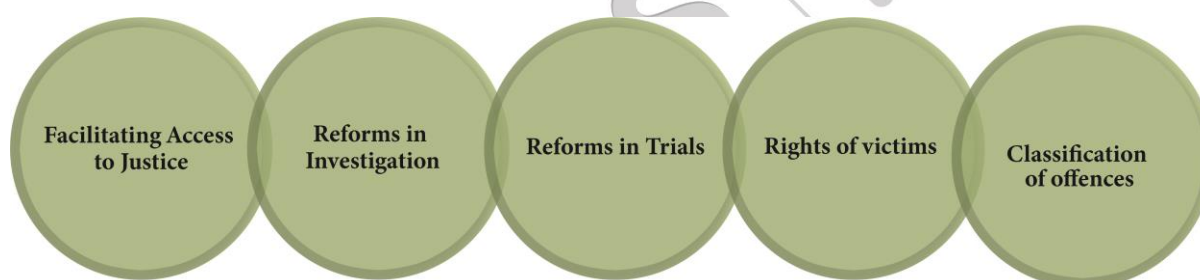 Facilitating Access
to Justice
Reforms in
Investigation
Reforms in Trials
Rights of victims
Classification
of offences